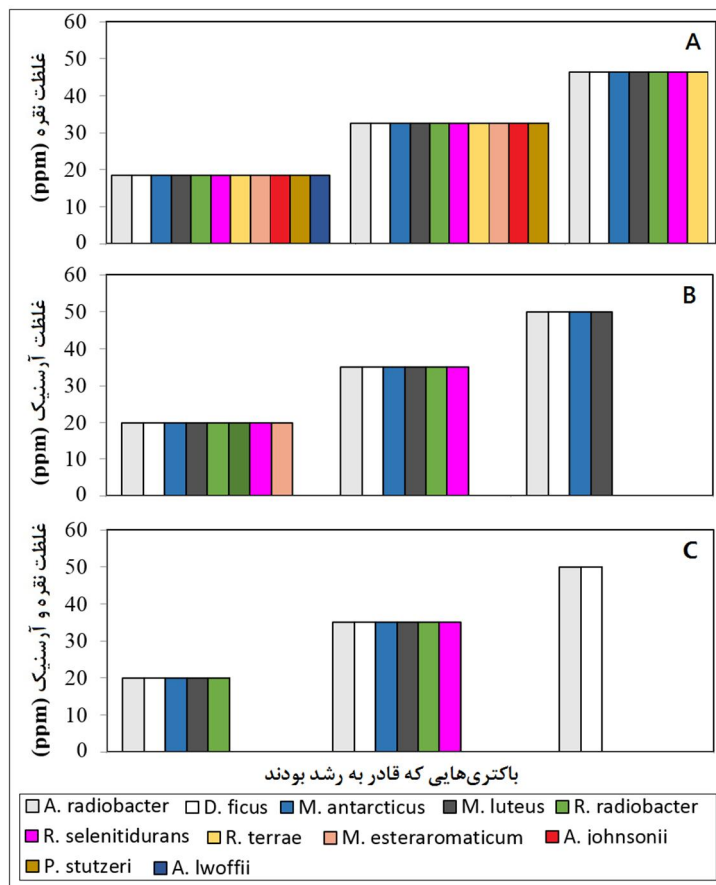 A
غلظت نقره (ppm)
60
50
40
30
20
10
0
B
غلظت آرسنیک (ppm)
60
50
40
30
20
10
0
C
غلظت نقره و آرسنیک (ppm)
60
50
40
30
20
10
0
باکتری‌هایی که قادر به رشد بودند
A. radiobacter D. ficus M. antarcticus M. luteus R. radiobacter
R. selenitidurans R. terrae M. esteraromaticum A. johnsonii
P. stutzeri A. lwoffii